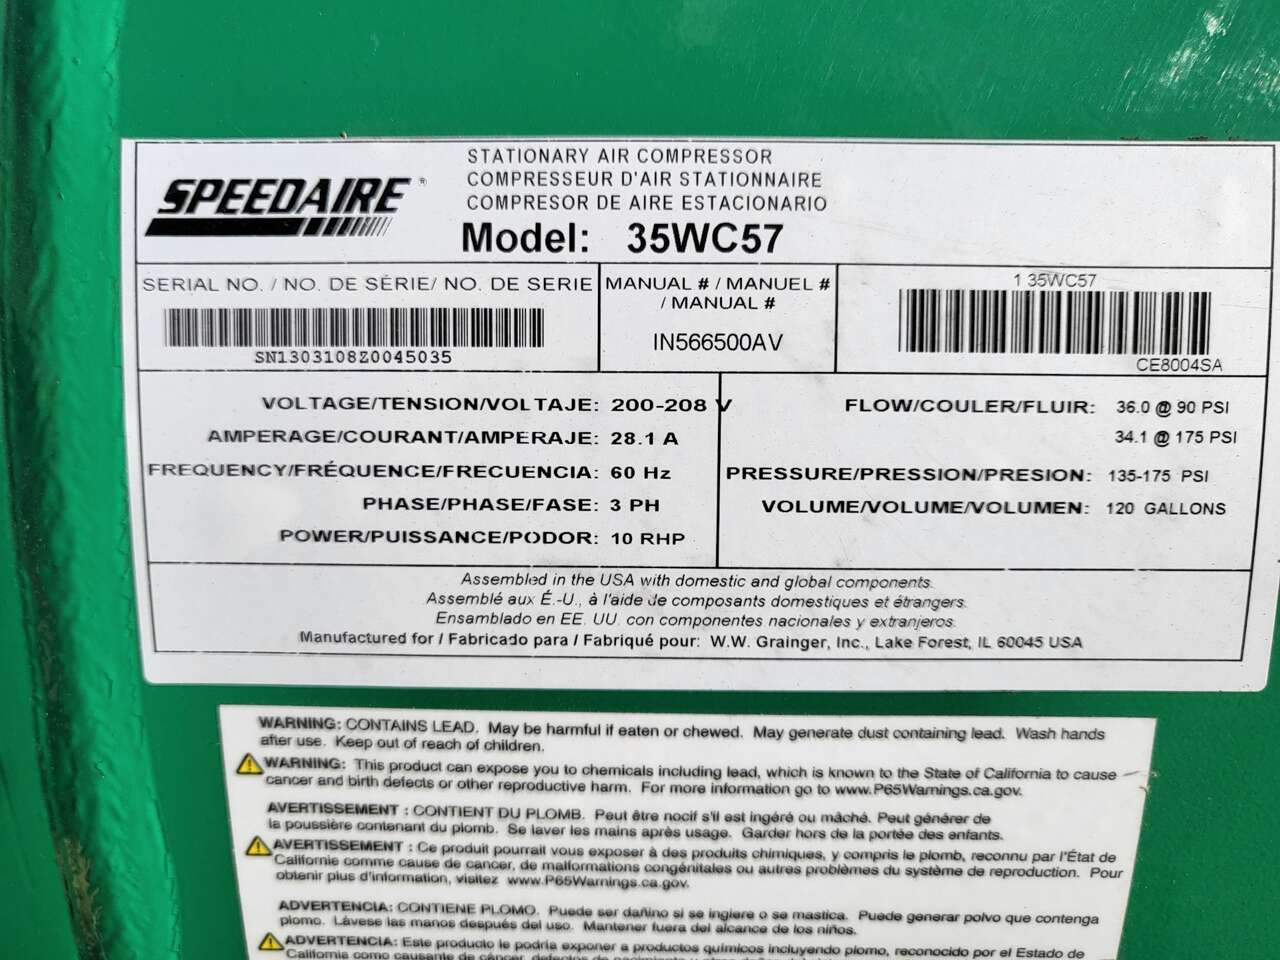 SPEEDAIRE®
STATIONARY AIR COMPRESSOR
COMPRESSEUR D'AIR STATIONNAIRE
COMPRESOR DE AIRE ESTACIONARIO
Model: 35WC57
SERIAL NO. / NO. DE SÉRIE/ NO. DE SERIE
SN1303108Z0045035
MANUAL # / MANUEL #
/ MANUAL #
IN566500AV
1 35WC57
CE8004SA
VOLTAGE/TENSION/VOLTAJE: 200-208 V
AMPERAGE/COURANT/AMPERAJE: 28.1 A
FREQUENCY/FRÉQUENCE/FRECUENCIA: 60 Hz
PHASE/PHASE/FASE: 3 PH
POWER/PUISSANCE/PODOR: 10 RHP
FLOW/COULER/FLUIR: 36.0 @ 90 PSI
34.1 @ 175 PSI
PRESSURE/PRESSION/PRESION: 135-175 PSI
VOLUME/VOLUME/VOLUMEN: 120 GALLONS
Assembled in the USA with domestic and global components.
Assemblé aux É.-U., à l'aide de composants domestiques et étrangers.
Ensamblado en EE. UU. con componentes nacionales y extranjeros.
Manufactured for / Fabricado para / Fabriqué pour: W.W. Grainger, Inc., Lake Forest, IL 60045 USA
WARNING: CONTAINS LEAD. May be harmful if eaten or chewed. May generate dust containing lead. Wash hands
after use. Keep out of reach of children.
WARNING: This product can expose you to chemicals including lead, which is known to the State of California to cause
cancer and birth defects or other reproductive harm. For more information go to www.P65Warnings.ca.gov.
AVERTISSEMENT : CONTIENT DU PLOMB. Peut être nocif s'il est ingéré ou mâché. Peut générer de
la poussière contenant du plomb. Se laver les mains après usage. Garder hors de la portée des enfants.
AVERTISSEMENT : Ce produit pourrait vous exposer à des produits chimiques, y compris le plomb, reconnu par l'État de
Californie comme cause de cancer, de malformations congénitales ou autres problèmes du système de reproduction. Pour
obtenir plus d'information, visitez www.P65Warnings.ca.gov.
ADVERTENCIA: CONTIENE PLOMO. Puede ser dañino si se ingiere o se mastica. Puede generar polvo que contenga
plomo. Lávese las manos después del uso. Mantener fuera del alcance de los niños.
ADVERTENCIA: Este producto le podría exponer a productos químicos incluyendo plomo, reconocido por el Estado de
California como causante de cáncer, defectos de nacimiento